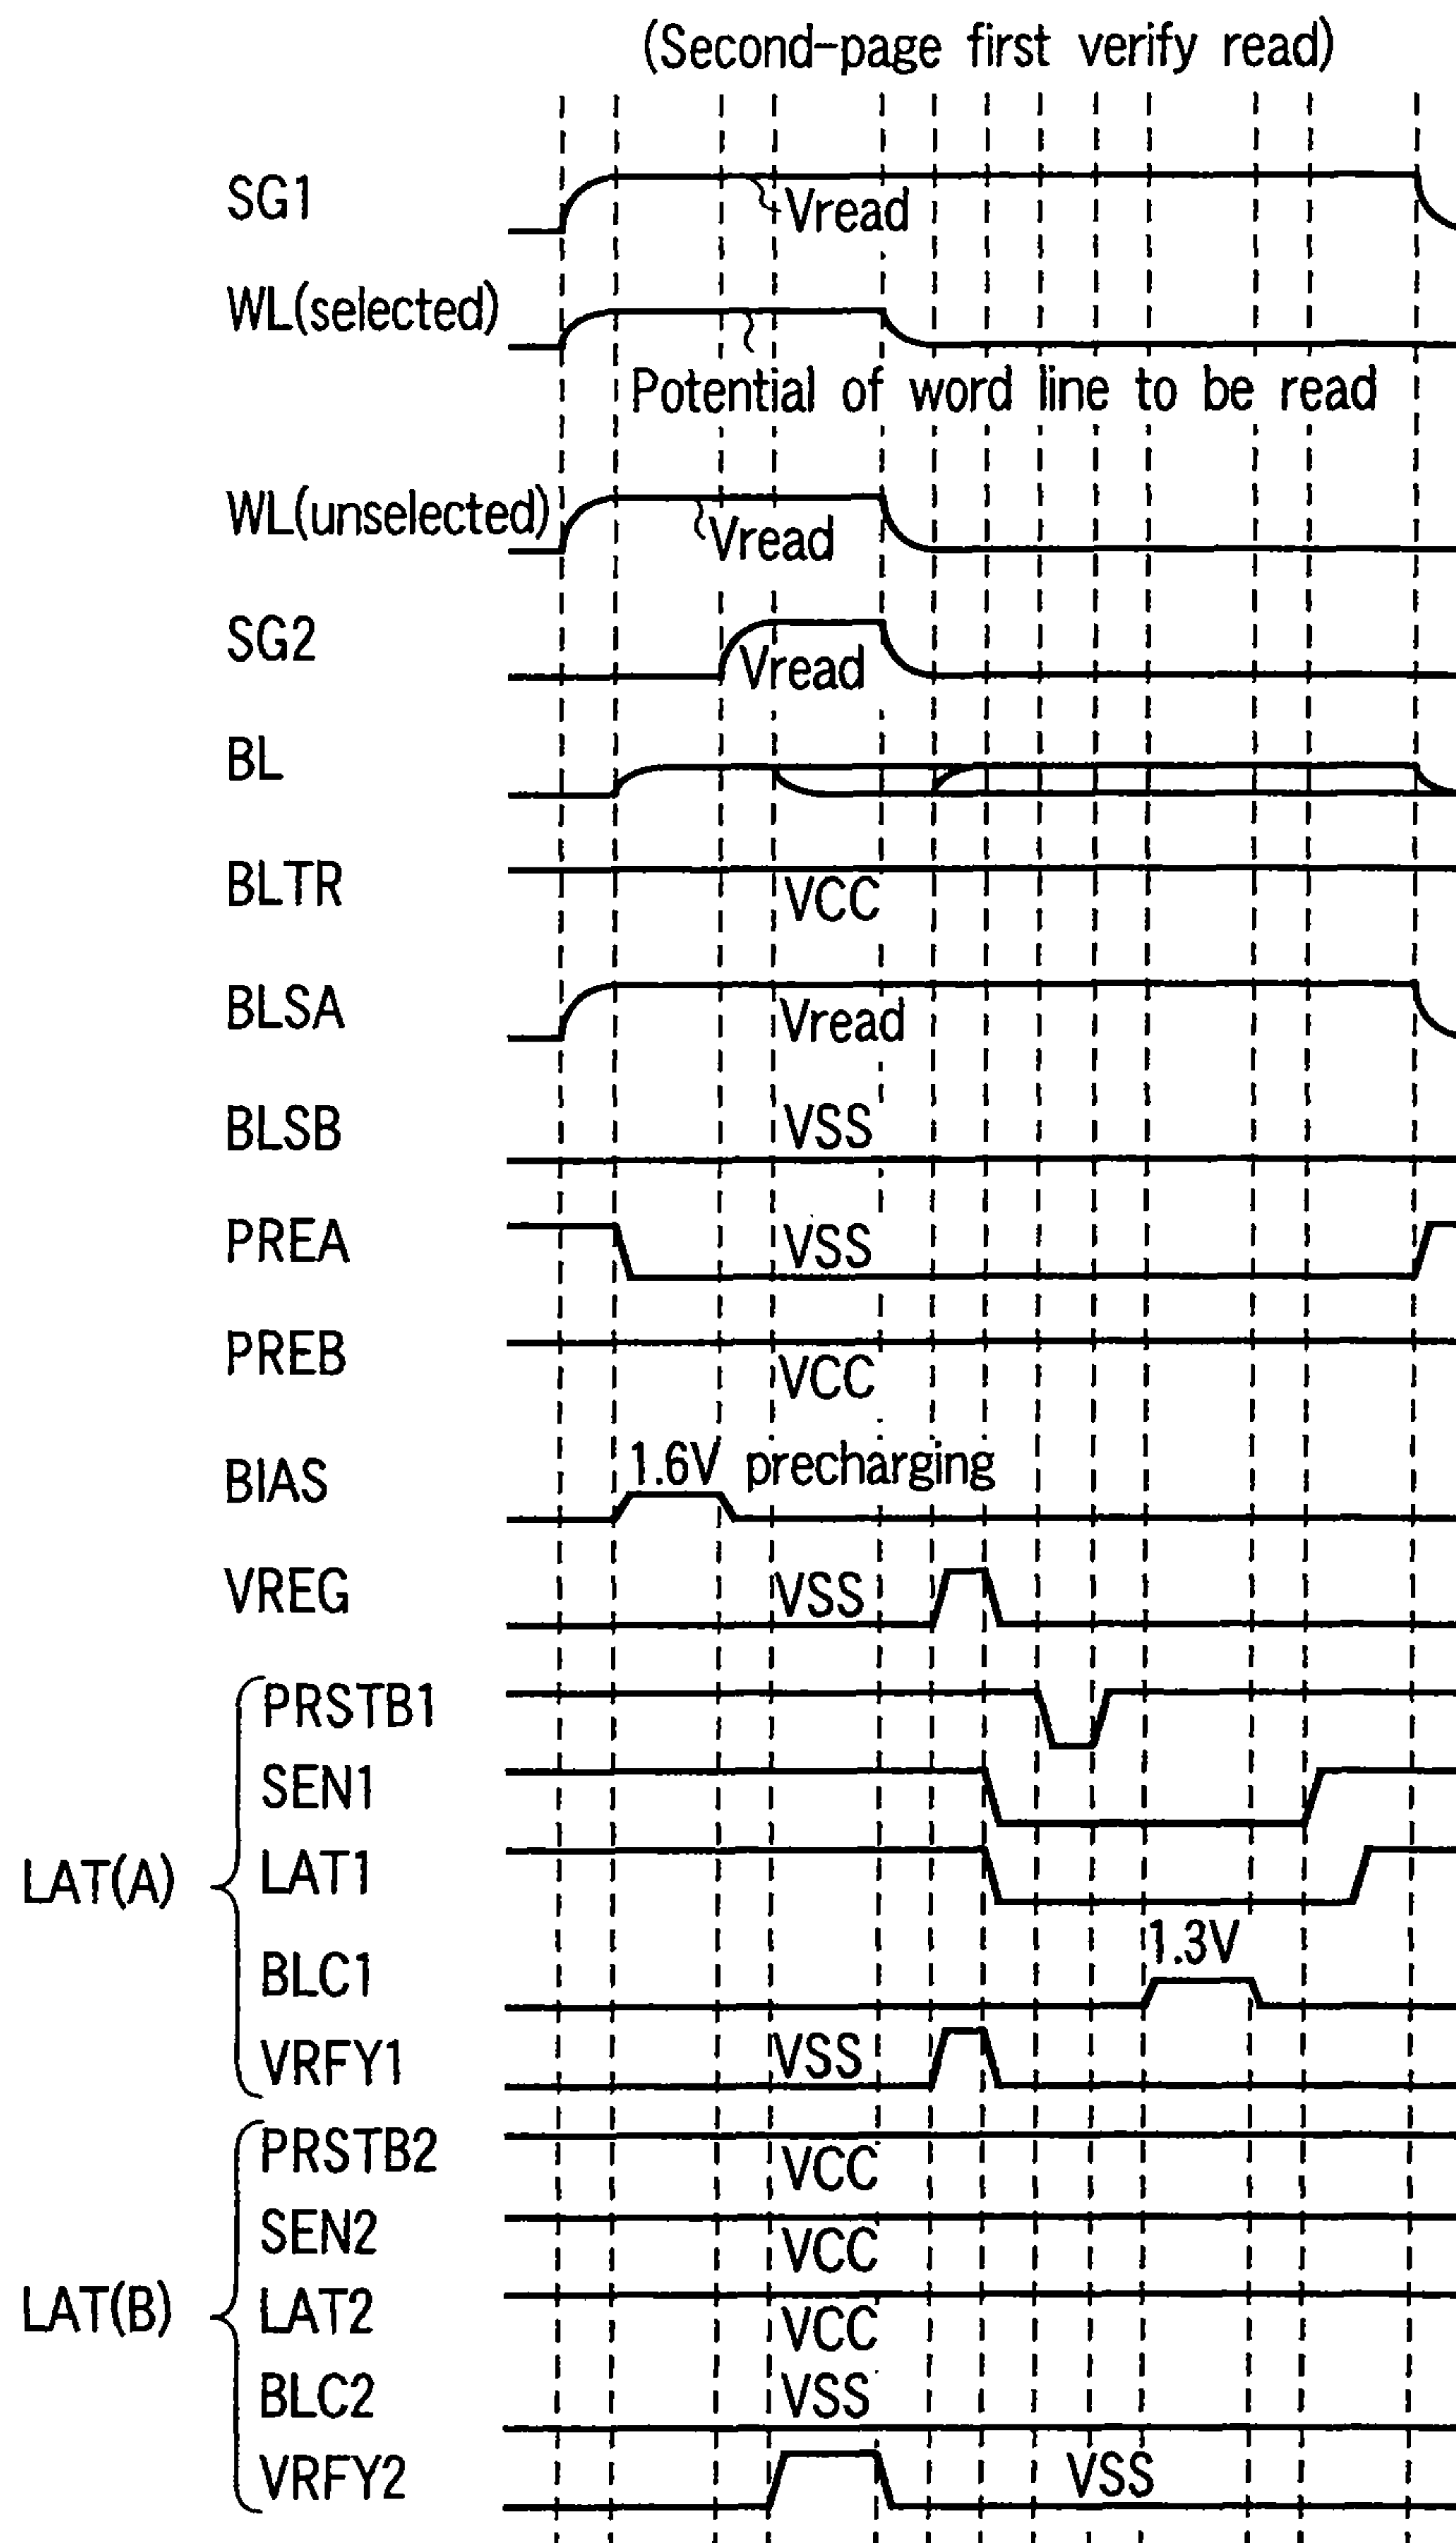 (Second-page first verify read)
SG1
Vread
WL(selected)
Potential of word line to be read
WL(unselected)
Vread
SG2
Vread
BL
BLTR
VCC
BLSA
Vread
BLSB
VSS
PREA
VSS
PREB
VCC
BIAS
1.6V precharging
VREG
VSS
LAT(A)
PRSTB1
SEN1
LAT1
BLC1
1.3V
VRFY1
VSS
LAT(B)
PRSTB2
VCC
SEN2
VCC
LAT2
VCC
BLC2
VSS
VRFY2
VSS